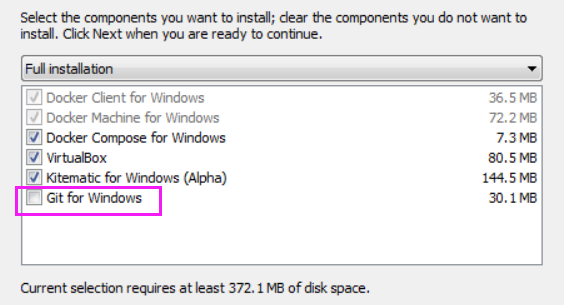 Select the components you want to install; clear the components you do not want to
install. Click Next when you are ready to continue.
Full installation
Docker Client for Windows 36.5 MB
Docker Machine for Windows 72.2 MB
Docker Compose for Windows 7.3 MB
VirtualBox 80.5 MB
Kitematic for Windows (Alpha) 144.5 MB
Git for Windows 30.1 MB
Current selection requires at least 372.1 MB of disk space.